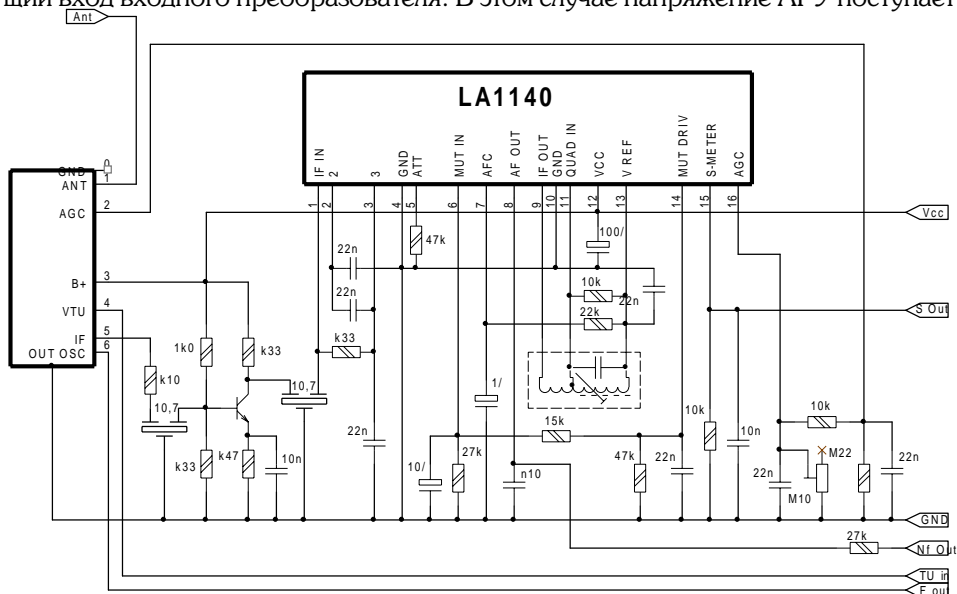 щий вход входного преобразователя. В этом случае напряжение АРУ поступает
Ant
LA1140
IF IN
2
3
GND
ATT
MUT IN
AFC
AF OUT
IF OUT
GND
QUAD IN
VCC
V REF
MUT DRIV
S-METER
AGC
1
2
3
4
5
6
7
8
9
10
11
12
13
14
15
16
GND
0
ANT
1
AGC
2
B+
3
VTU
4
IF
5
OUT OSC
6
Vcc
47k
100/
22n
10k
22n
22n
22k
S Out
k33
1k0
k33
k10
10,7
1/
10,7
10k
10k
15k
22n
10n
27k
M22
k33
k47
10n
10/
n10
47k
22n
22n
22n
M10
GND
27k
Nf Out
TU in
F out